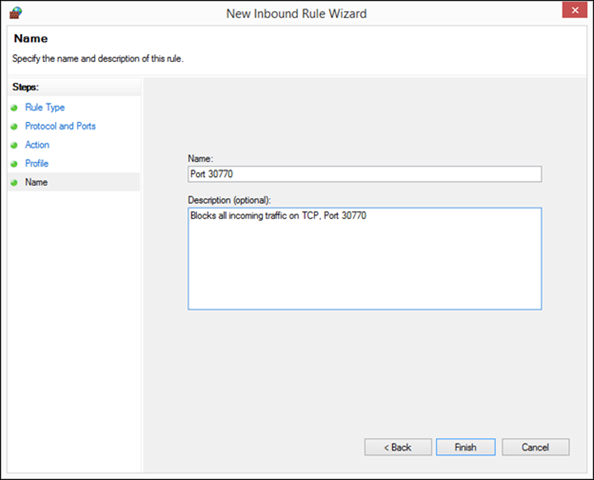 New Inbound Rule Wizard
Name
Specify the name and description of this rule.
Steps:
Rule Type
Protocol and Ports
Action
Profile
Name
Name:
Port 30770
Description (optional):
Blocks all incoming traffic on TCP, Port 30770
< Back
Finish
Cancel